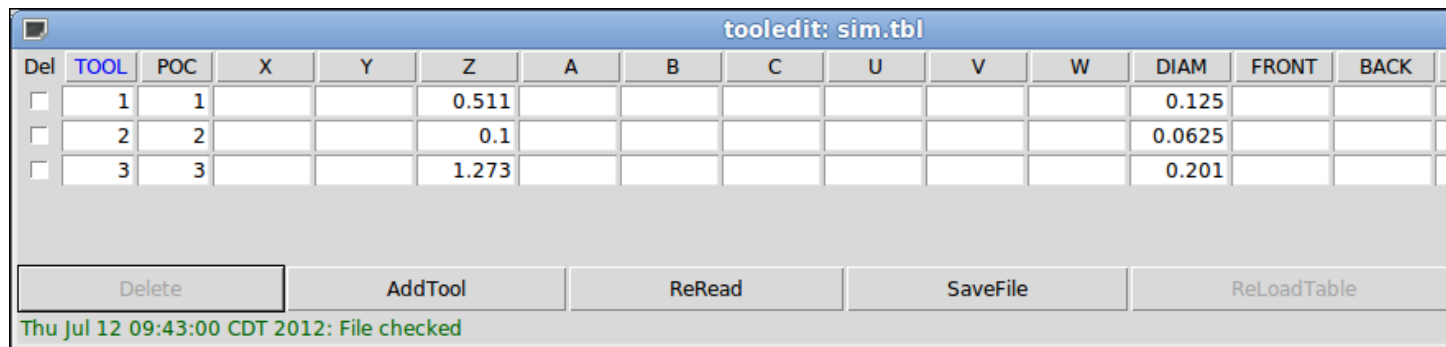 tooledit: sim.tbl
Del TOOL POC X Y Z A B C U V W DIAM FRONT BACK
1 1 0.511 0.125
2 2 0.1 0.0625
3 3 1.273 0.201
Delete AddTool ReRead SaveFile ReLoadTable
Thu Jul 12 09:43:00 CDT 2012: File checked